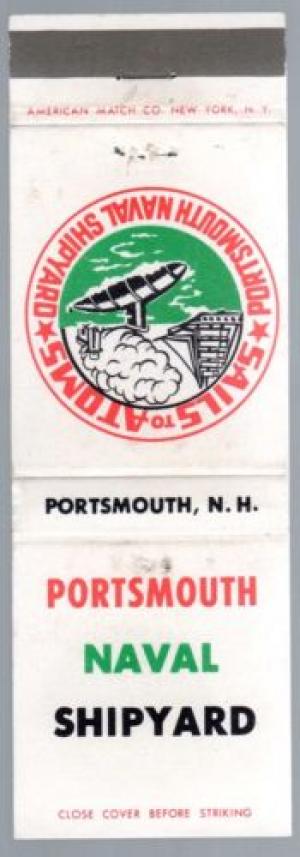 AMERICAN MATCH CO. NEW YORK, N. Y.
PORTSMOUTH NAVAL SHIPYARD
★ SAILS TO ATOMS ★
PORTSMOUTH, N. H.
PORTSMOUTH
NAVAL
SHIPYARD
CLOSE COVER BEFORE STRIKING